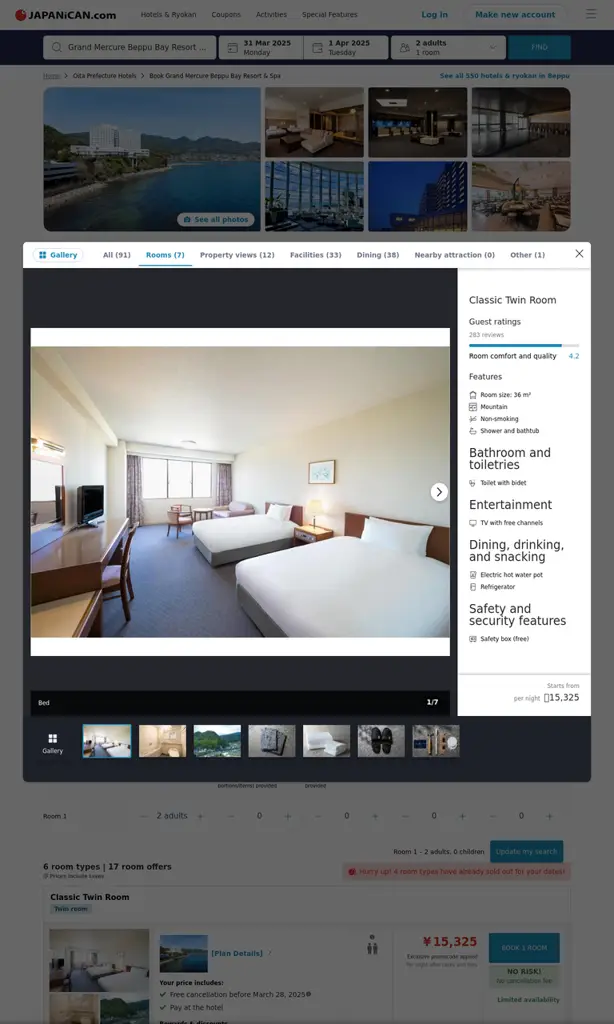 JAPANiCAN.com
Hotels & Ryokan
Coupons
Activities
Special Features
Log in
Make new account
Grand Mercure Beppu Bay Resort ...
31 Mar 2025
Monday
1 Apr 2025
Tuesday
2 adults
1 room
FIND
Home > Oita Prefecture Hotels > Book Grand Mercure Beppu Bay Resort & Spa
See all 550 hotels & ryokan in Beppu
See all photos
Gallery
All (91)
Rooms (7)
Property views (12)
Facilities (33)
Dining (38)
Nearby attraction (0)
Other (1)
Classic Twin Room
Guest ratings
263 reviews
Room comfort and quality 4.2
Features
Room size: 36 m²
Mountain
Non-smoking
Shower and bathtub
Bathroom and
toiletries
Toilet with bidet
Entertainment
TV with free channels
Dining, drinking,
and snacking
Electric hot water pot
Refrigerator
Safety and
security features
Safety box (free)
Starts from
per night 15,325
Bed
1/7
Gallery
provided
Room 1
− 2 adults +
− 0 +
− 0 +
− 0 +
− 0 +
Room 1 - 2 adults, 0 children
Update my search
6 room types | 17 room offers
Prices include taxes
Hurry up! 4 room types have already sold out for your dates!
Classic Twin Room
Twin room
[Plan Details]
¥15,325
BOOK 1 ROOM
Your price includes:
Free cancellation before March 28, 2025
Pay at the hotel
NO RISK!
No cancellation fee
Limited availability